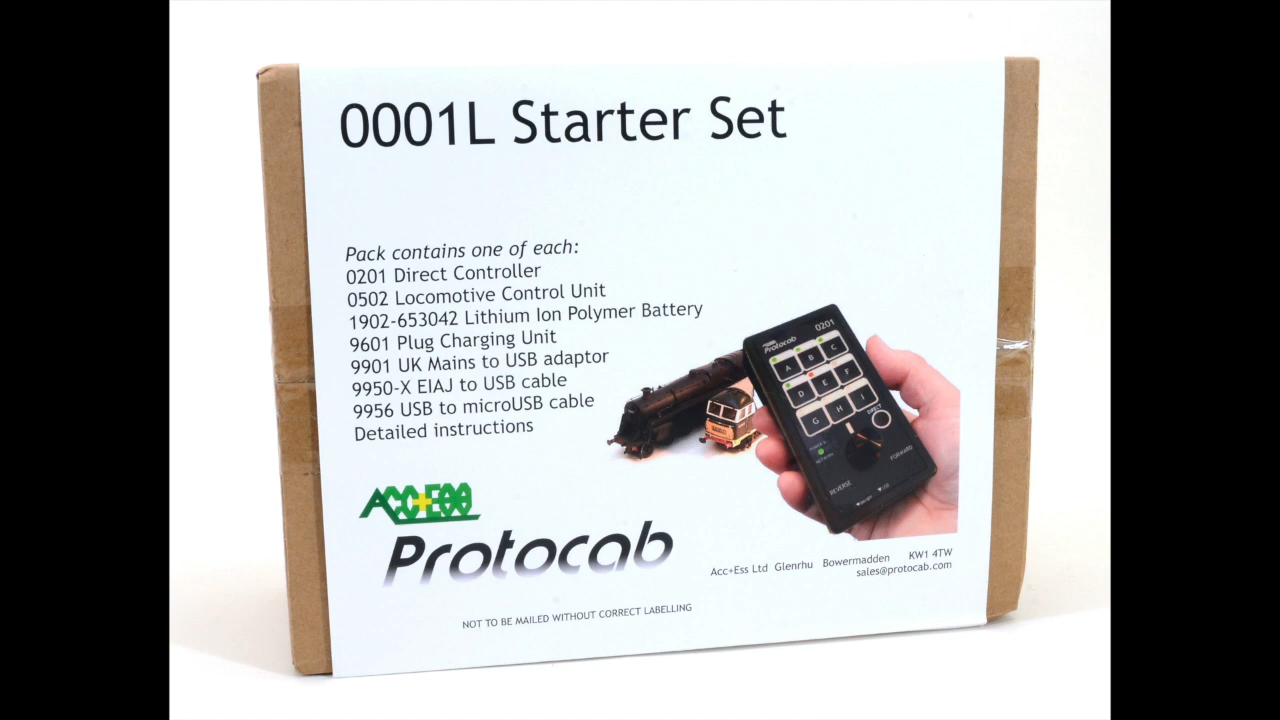 0001L Starter Set
Pack contains one of each:
0201 Direct Controller
0502 Locomotive Control Unit
1902-653042 Lithium Ion Polymer Battery
9601 Plug Charging Unit
9901 UK Mains to USB adaptor
9950-X EIAJ to USB cable
9956 USB to microUSB cable
Detailed instructions
0201
Protocab
A B C
D E F
G H I
DIRECT
FORWARD
REVERSE
ACC+ESS
Protocab
Acc+Ess Ltd Glenrhu Bowermadden KW1 4TW
sales@protocab.com
NOT TO BE MAILED WITHOUT CORRECT LABELLING